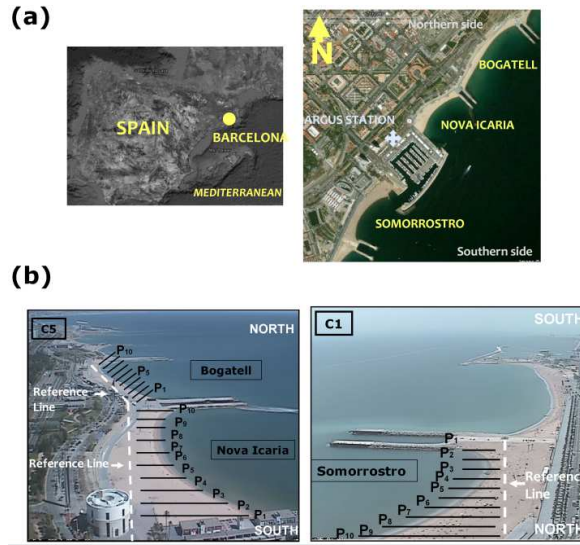 (a)
SPAIN
BARCELONA
MEDITERRANEAN
N
Northern side
BOGATELL
ARGUS STATION
NOVA ICARIA
SOMORROSTRO
Southern side
(b)
C5
NORTH
P10
P5
P1
Bogatell
Reference
Line
P10
P9
P8
P7
P6
P5
P4
P3
P2
P1
Nova Icaria
Reference Line
SOUTH
C1
SOUTH
P1
P2
P3
P4
P5
P6
P7
P8
P9
P10
Somorrostro
Reference
Line
NORTH